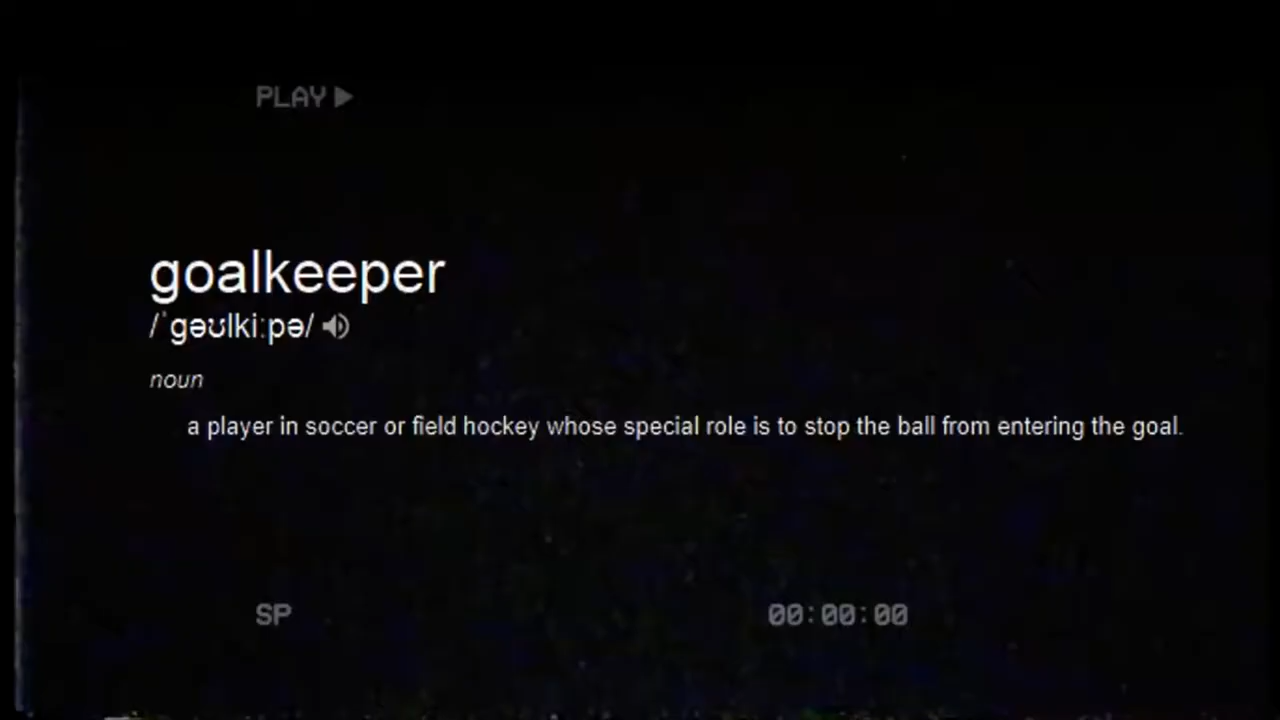 PLAY
goalkeeper
/ˈɡəʊlkiːpə/
noun
a player in soccer or field hockey whose special role is to stop the ball from entering the goal.
SP 00:00:00